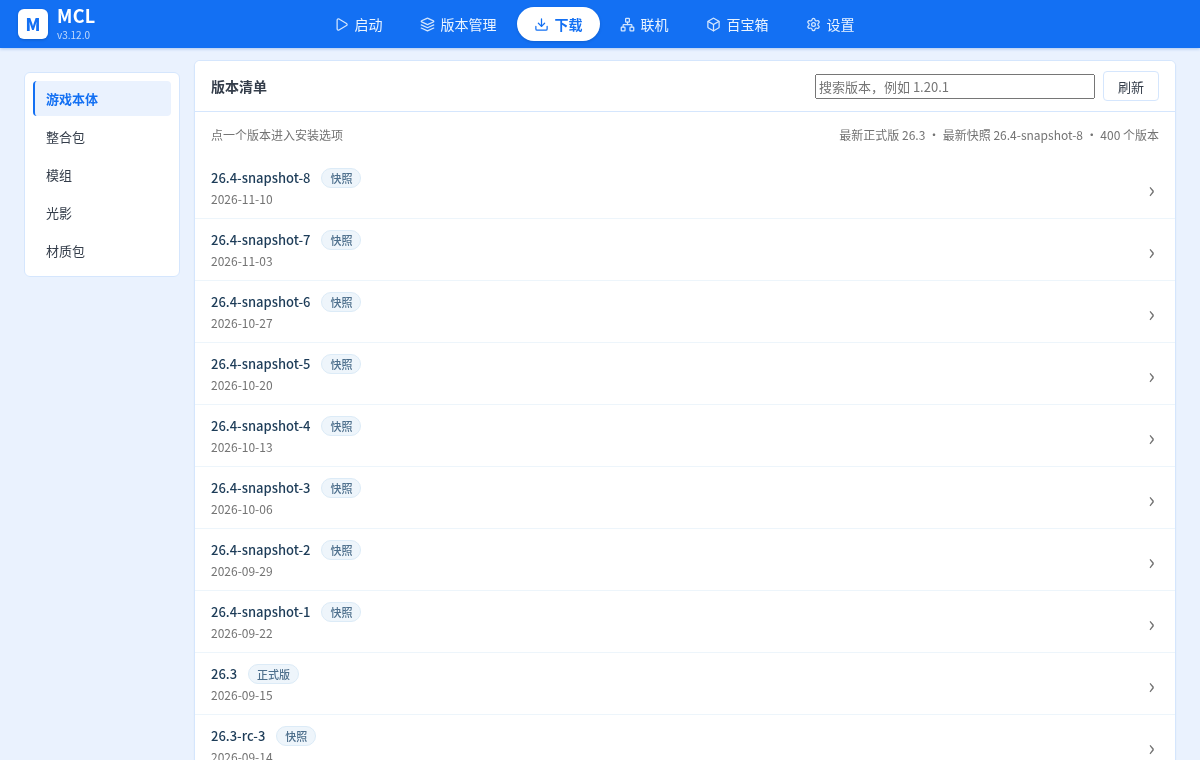 M
MCL
v3.12.0
启动
版本管理
下载
联机
百宝箱
设置
游戏本体
整合包
模组
光影
材质包
版本清单
搜索版本，例如 1.20.1
刷新
点一个版本进入安装选项
最新正式版 26.3 · 最新快照 26.4-snapshot-8 · 400 个版本
26.4-snapshot-8 快照
2026-11-10
26.4-snapshot-7 快照
2026-11-03
26.4-snapshot-6 快照
2026-10-27
26.4-snapshot-5 快照
2026-10-20
26.4-snapshot-4 快照
2026-10-13
26.4-snapshot-3 快照
2026-10-06
26.4-snapshot-2 快照
2026-09-29
26.4-snapshot-1 快照
2026-09-22
26.3 正式版
2026-09-15
26.3-rc-3 快照
2026-09-14